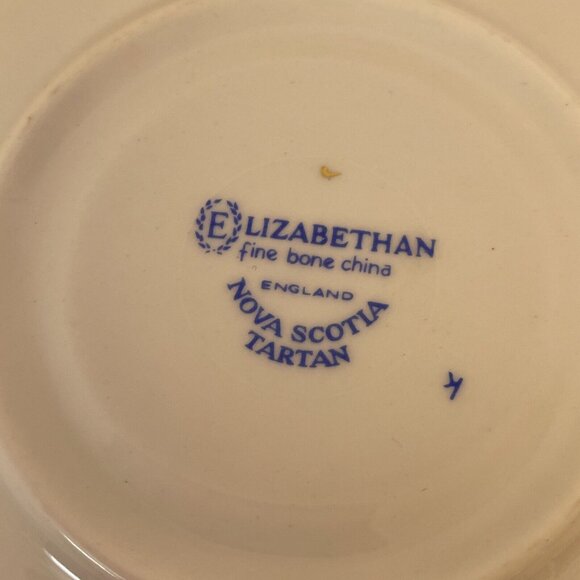 ELIZABETHAN
fine bone china
ENGLAND
NOVA SCOTIA
TARTAN
K